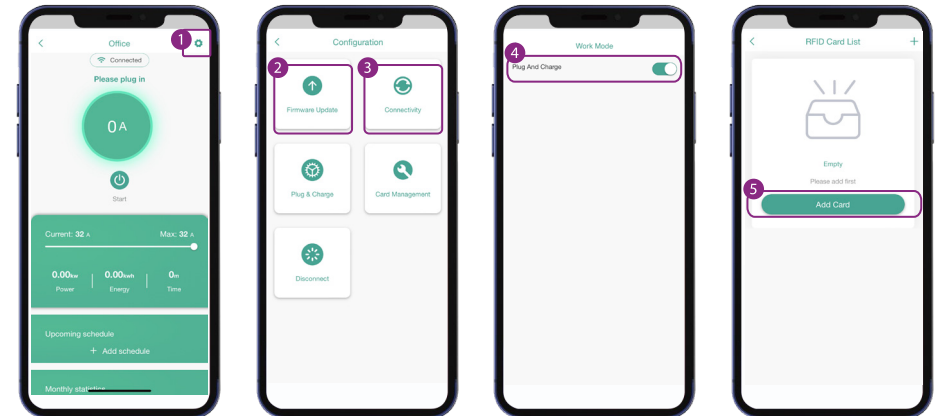 Office
1
Connected
Please plug in
0 A
Start
Current: 32 A
Max: 32 A
0.00kw
0.00kwh
0m
Power
Energy
Time
Upcoming schedule
+ Add schedule
Monthly statistics
Configuration
2
3
Firmware Update
Connectivity
Plug & Charge
Card Management
Disconnect
Work Mode
4
Plug And Charge
RFID Card List
+
Empty
Please add first
5
Add Card